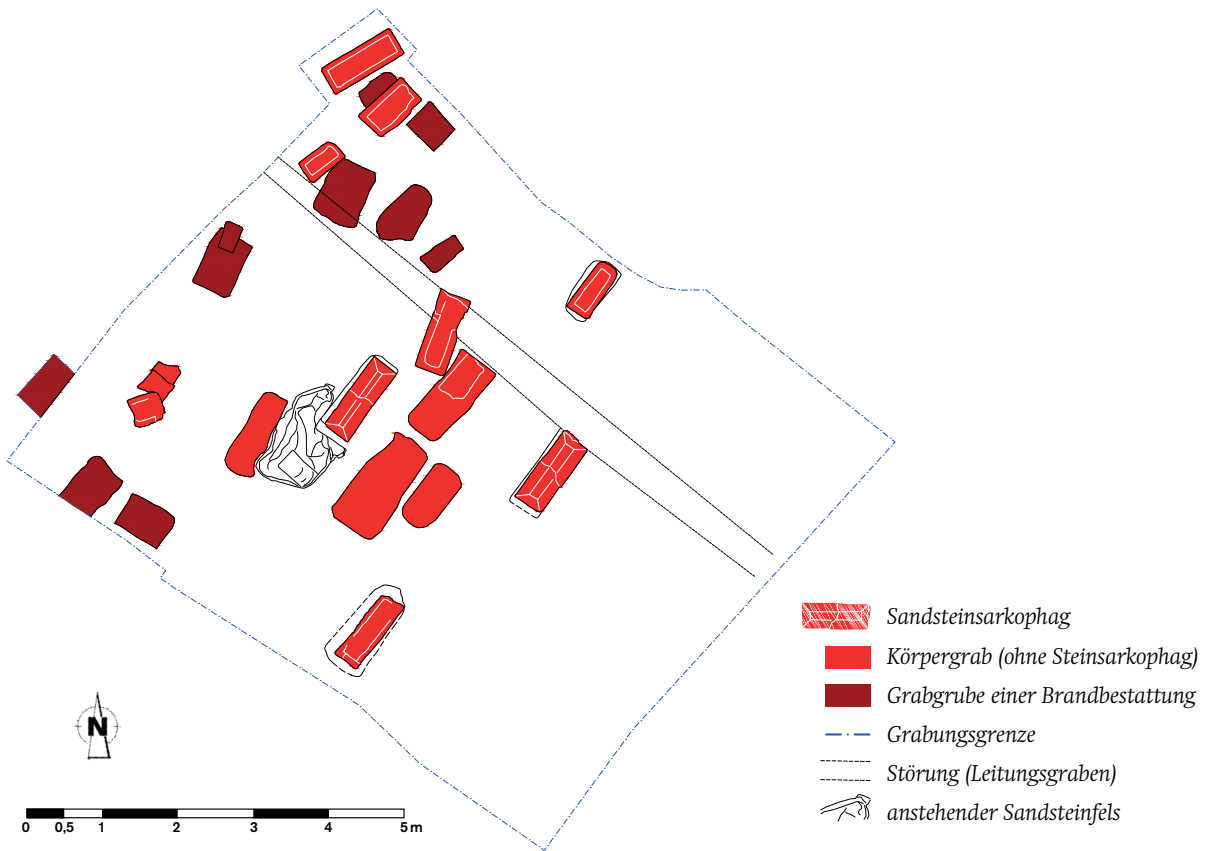 Sandsteinsarkophag
Körpergrab (ohne Steinsarkophag)
Grabgrube einer Brandbestattung
Grabungsgrenze
Störung (Leitungsgraben)
anstehender Sandsteinfels
N
0 0,5 1 2 3 4 5 m